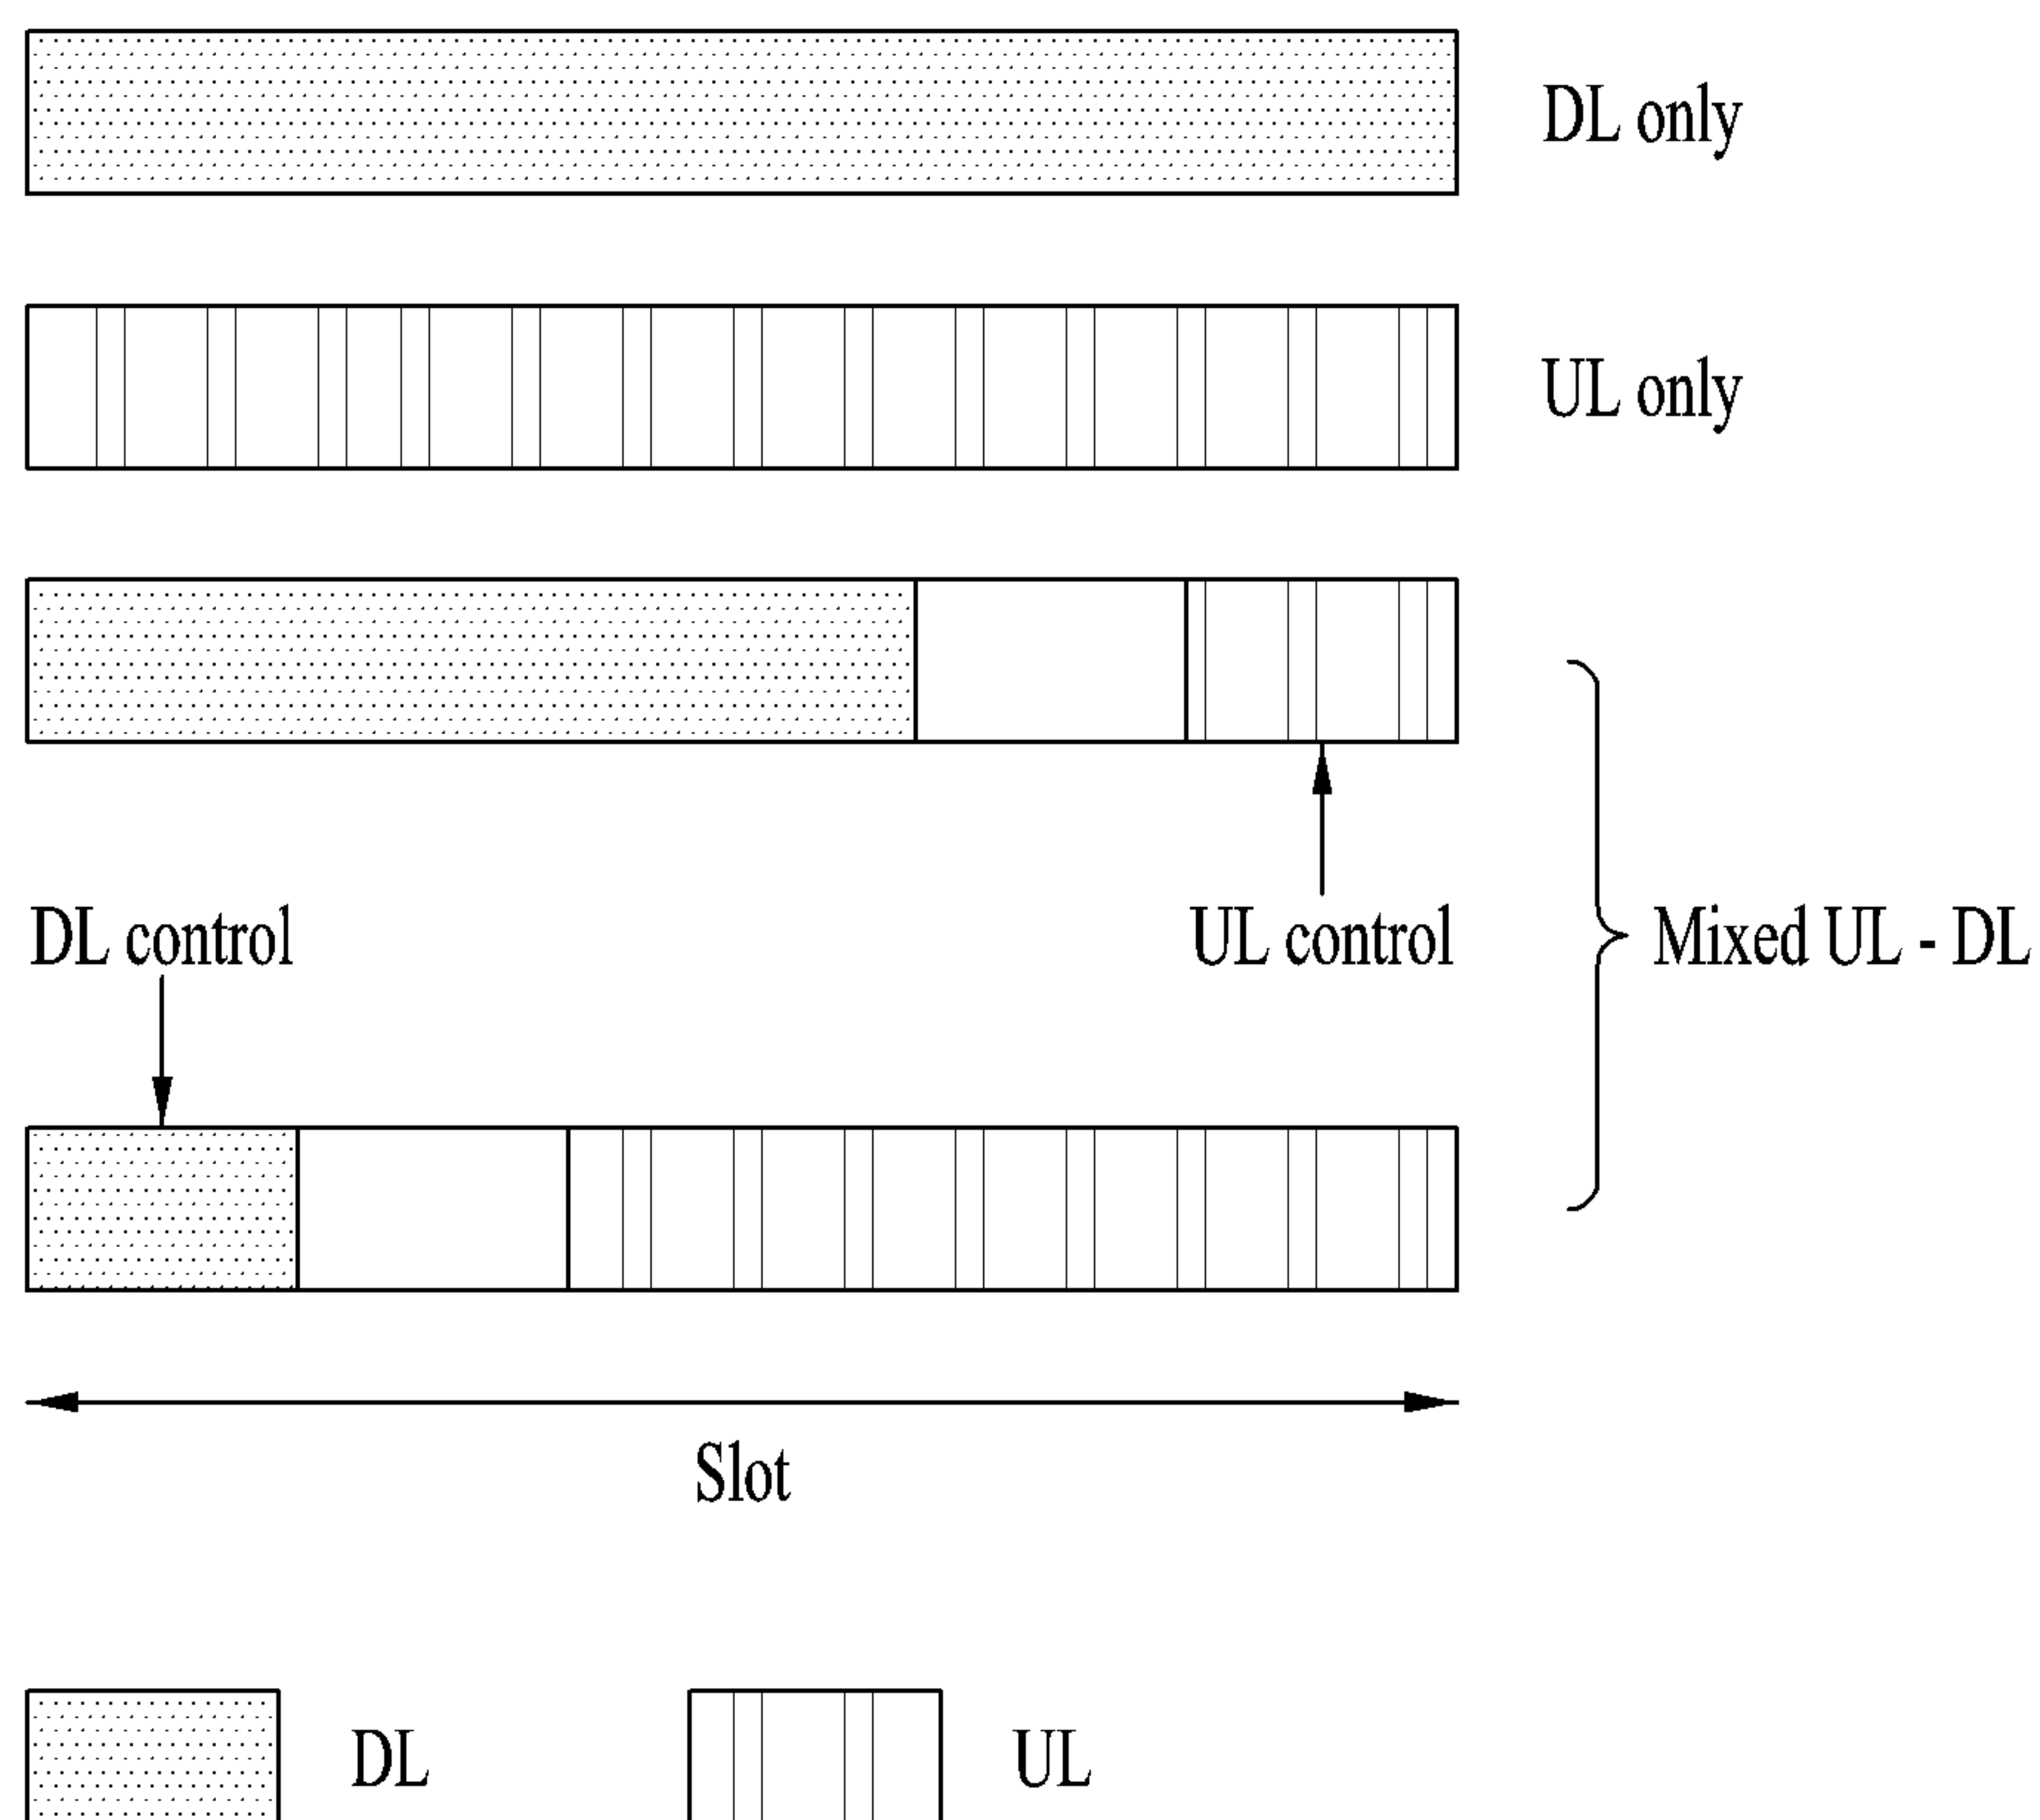 DL only
UL only
DL control
UL control
Mixed UL - DL
Slot
DL
UL